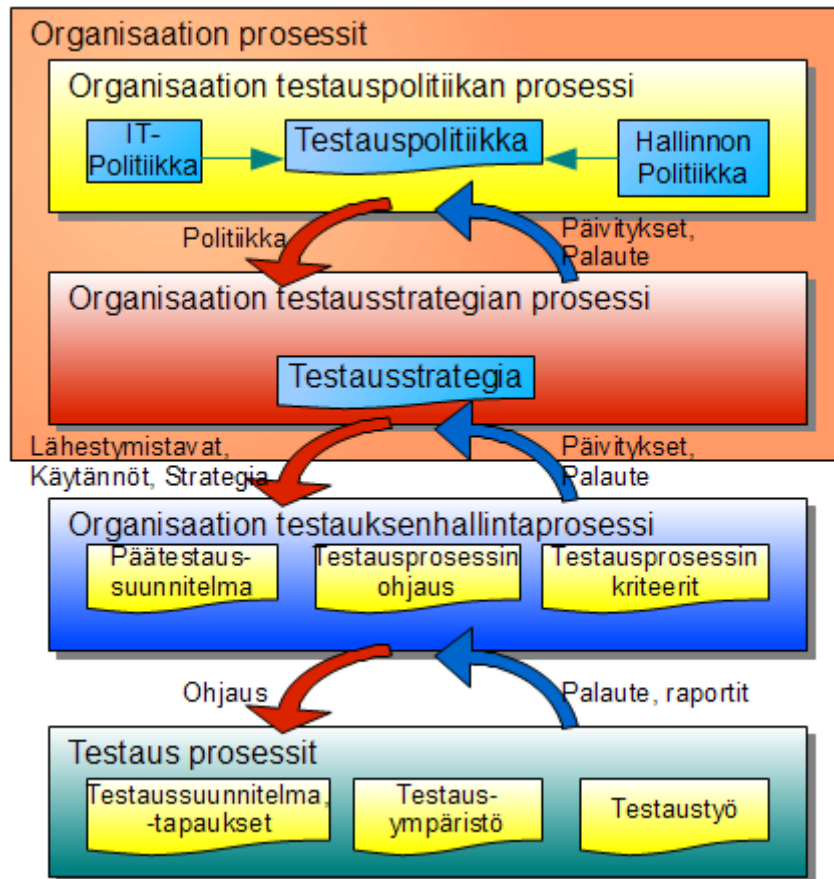 Organisaation prosessit
Organisaation testauspolitiikan prosessi
IT-
Politiikka
Testauspolitiikka
Hallinnon
Politiikka
Politiikka
Päivitykset,
Palaute
Organisaation testausstrategian prosessi
Testausstrategia
Lähestymistavat,
Käytännöt, Strategia
Päivitykset,
Palaute
Organisaation testauksenhallintaprosessi
Päätestaus-
suunnitelma
Testausprosessin
ohjaus
Testausprosessin
kriteerit
Ohjaus
Palaute, raportit
Testaus prosessit
Testaussuunnitelma,
-tapaukset
Testaus-
ympäristö
Testaustyö